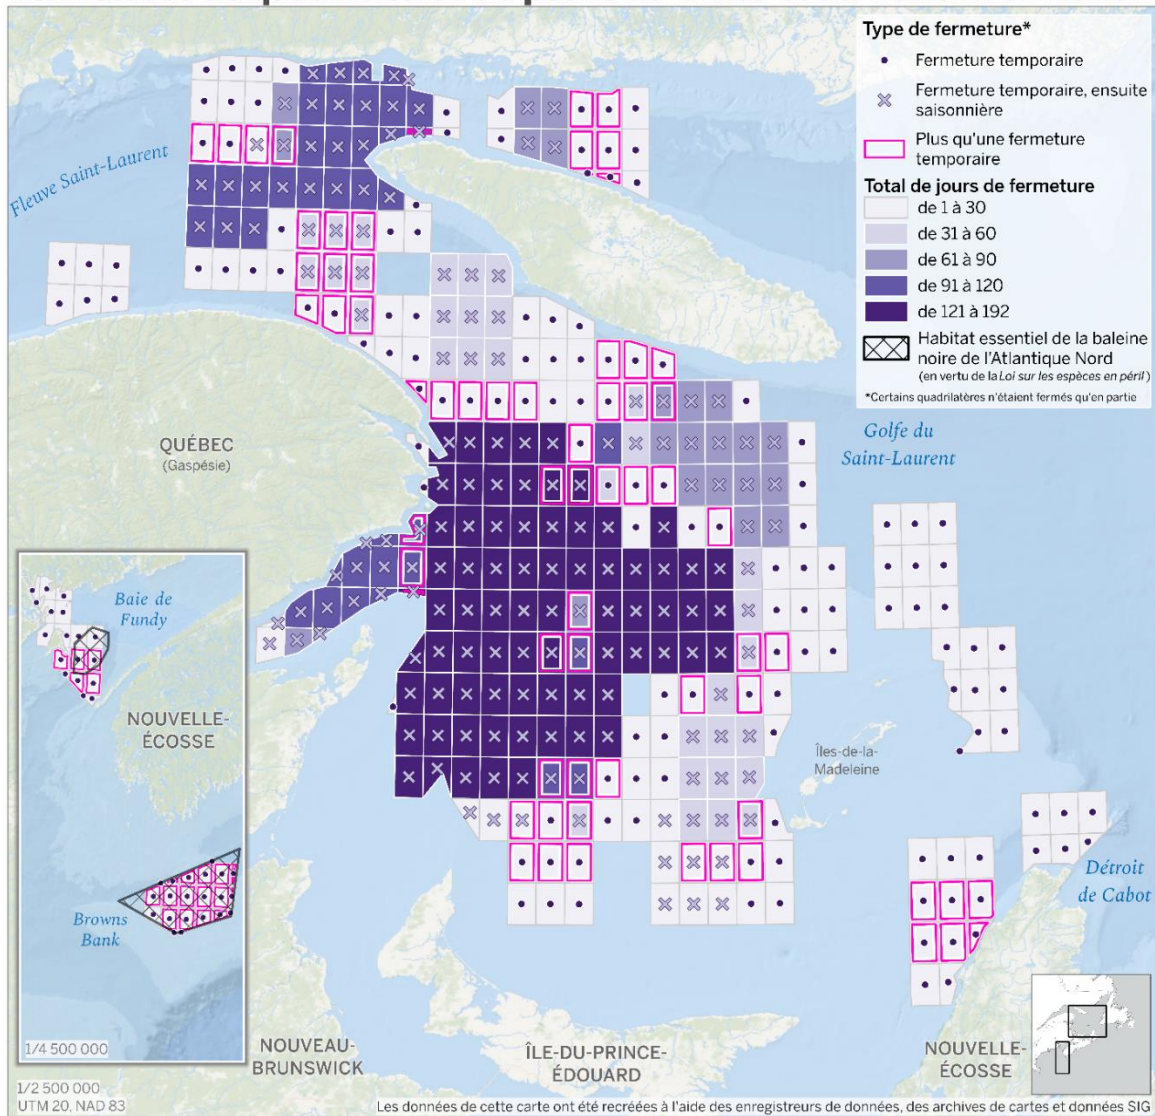 Type de fermeture*
Fermeture temporaire
Fermeture temporaire, ensuite
saisonnière
Plus qu'une fermeture
temporaire
Total de jours de fermeture
de 1 à 30
de 31 à 60
de 61 à 90
de 91 à 120
de 121 à 192
Habitat essentiel de la baleine
noire de l'Atlantique Nord
(en vertu de la Loi sur les espèces en péril)
*Certains quadrilatères n'étaient fermés qu'en partie
Fleuve Saint-Laurent
QUÉBEC
(Gaspésie)
Golfe du
Saint-Laurent
Baie de
Fundy
NOUVELLE-
ÉCOSSE
Îles-de-la-
Madeleine
Browns
Bank
Détroit
de Cabot
1/4 500 000
NOUVEAU-
BRUNSWICK
ÎLE-DU-PRINCE-
ÉDOUARD
NOUVELLE-
ÉCOSSE
1/2 500 000
UTM 20, NAD 83
Les données de cette carte ont été recréées à l'aide des enregistreurs de données, des archives de cartes et données SIG